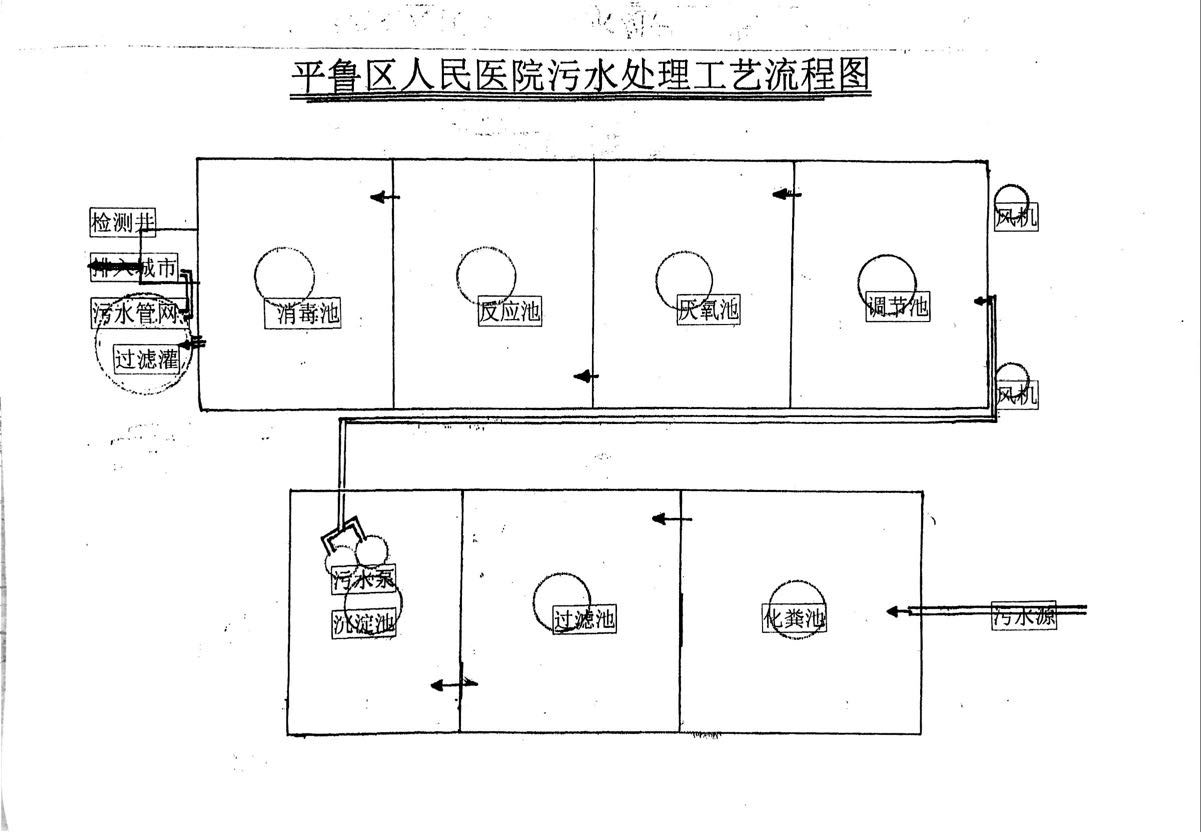 平鲁区人民医院污水处理工艺流程图
检测井
排入城市
污水管网
过滤灌
消毒池
反应池
厌氧池
调节池
风机
风机
污水泵
沉淀池
过滤池
化粪池
污水源